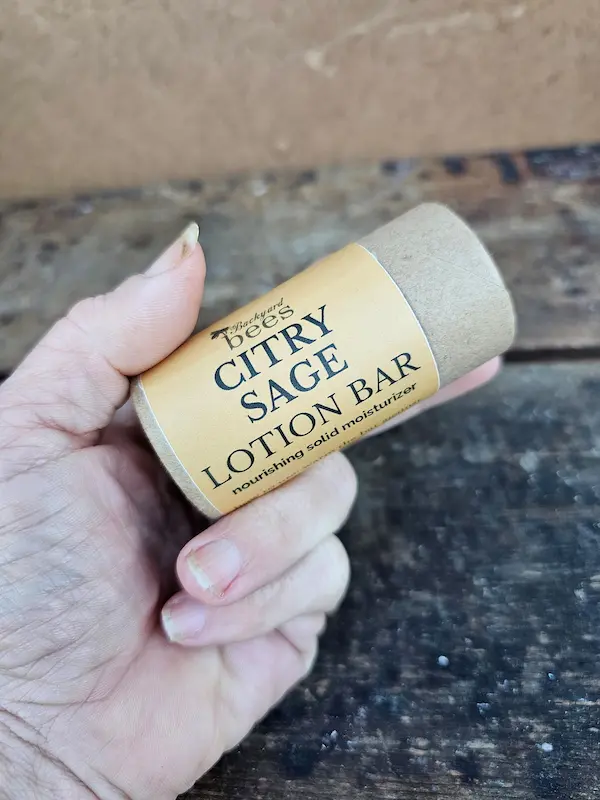 Backyard
bees
CITRY
SAGE
LOTION BAR
nourishing solid moisturizer